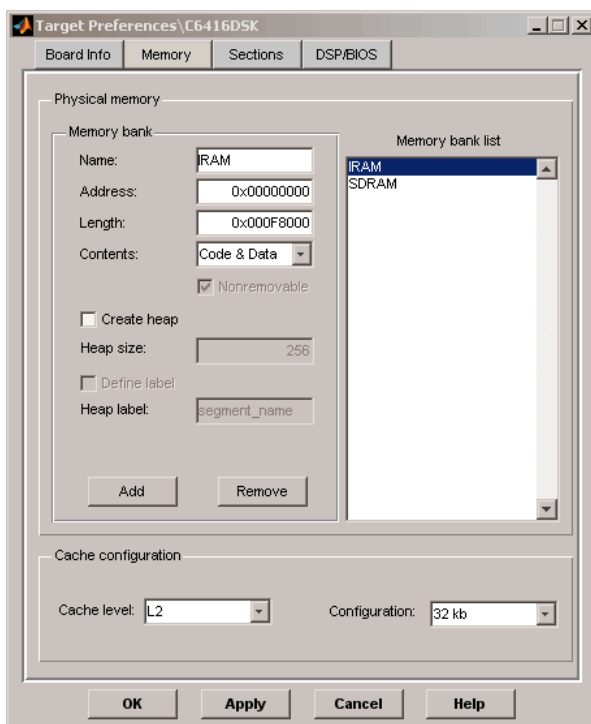 Target Preferences\C6416DSK
Board Info Memory Sections DSP/BIOS
Physical memory
Memory bank
Name: IRAM
Address: 0x00000000
Length: 0x000F8000
Contents: Code & Data
Nonremovable
Create heap
Heap size: 256
Define label
Heap label: segment_name
Add Remove
Memory bank list
IRAM
SDRAM
Cache configuration
Cache level: L2 Configuration: 32 kb
OK Apply Cancel Help